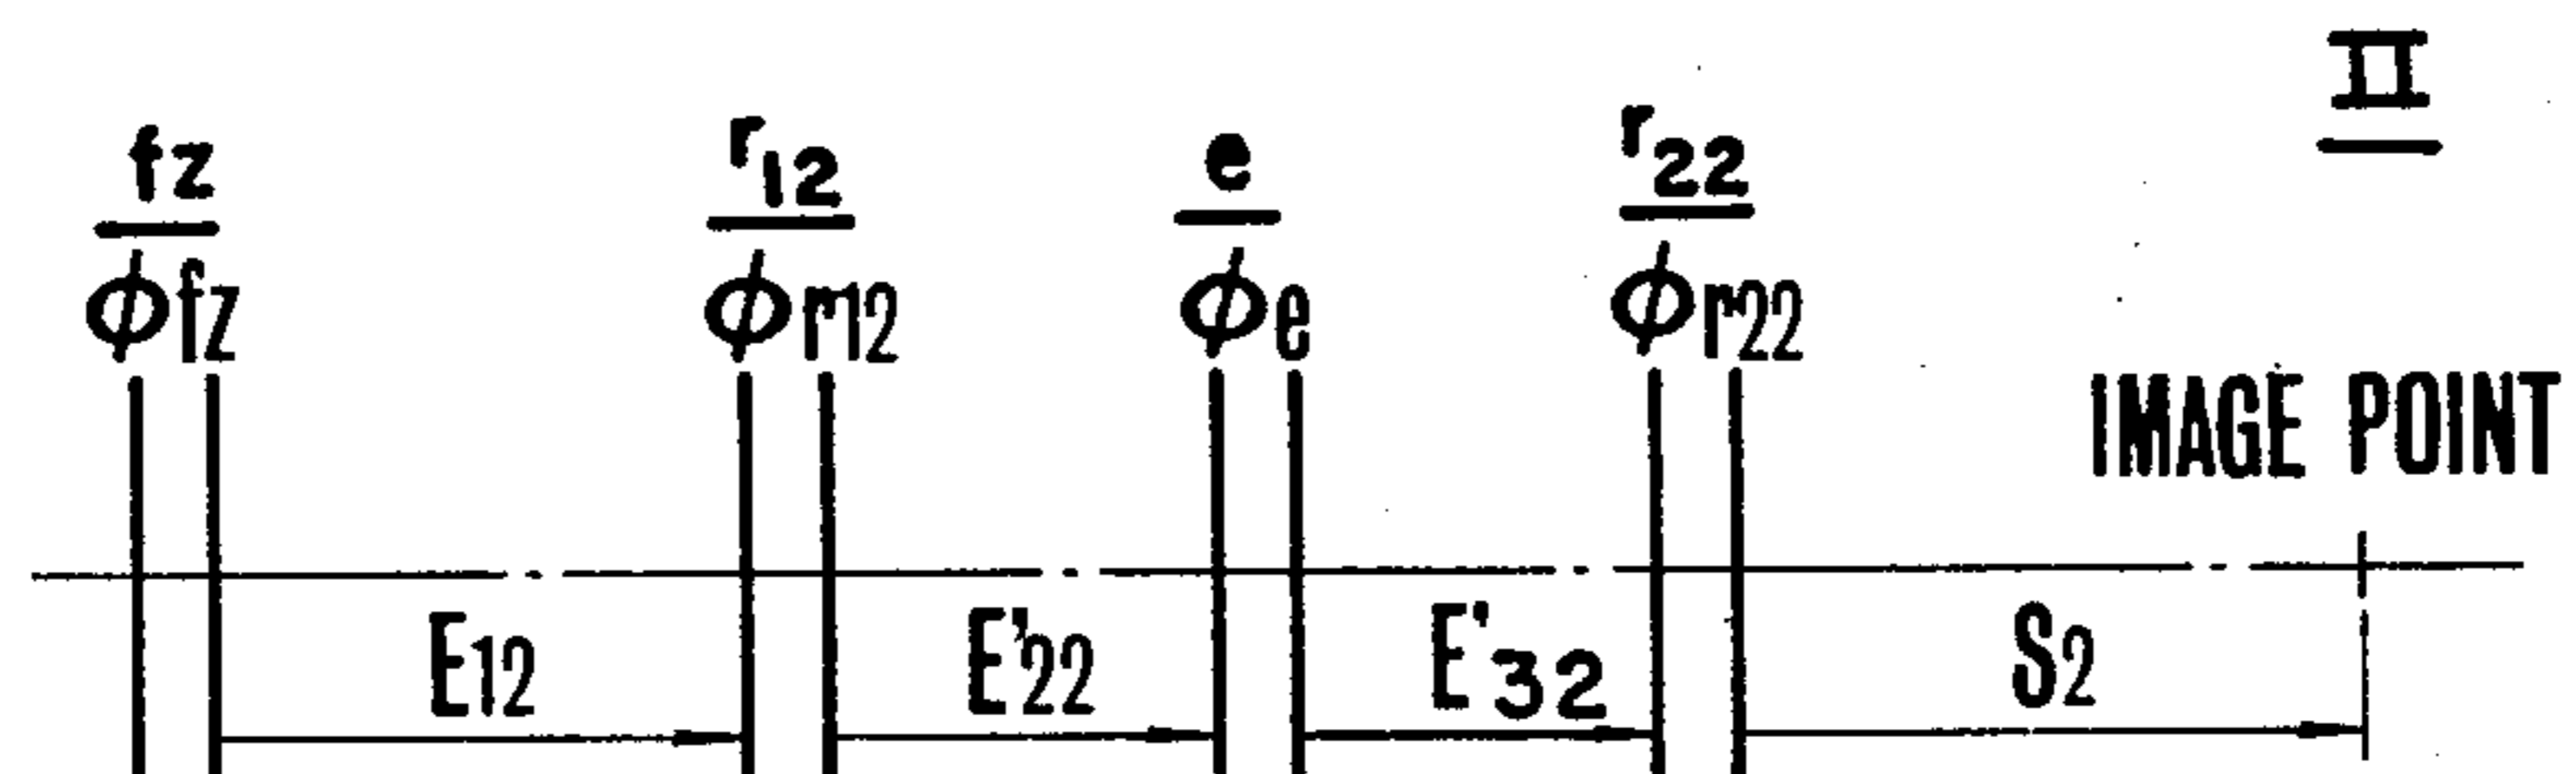 II
fz r12 e r22
ϕfz ϕr12 ϕe ϕr22
IMAGE POINT
E12 E'22 E'32 S2